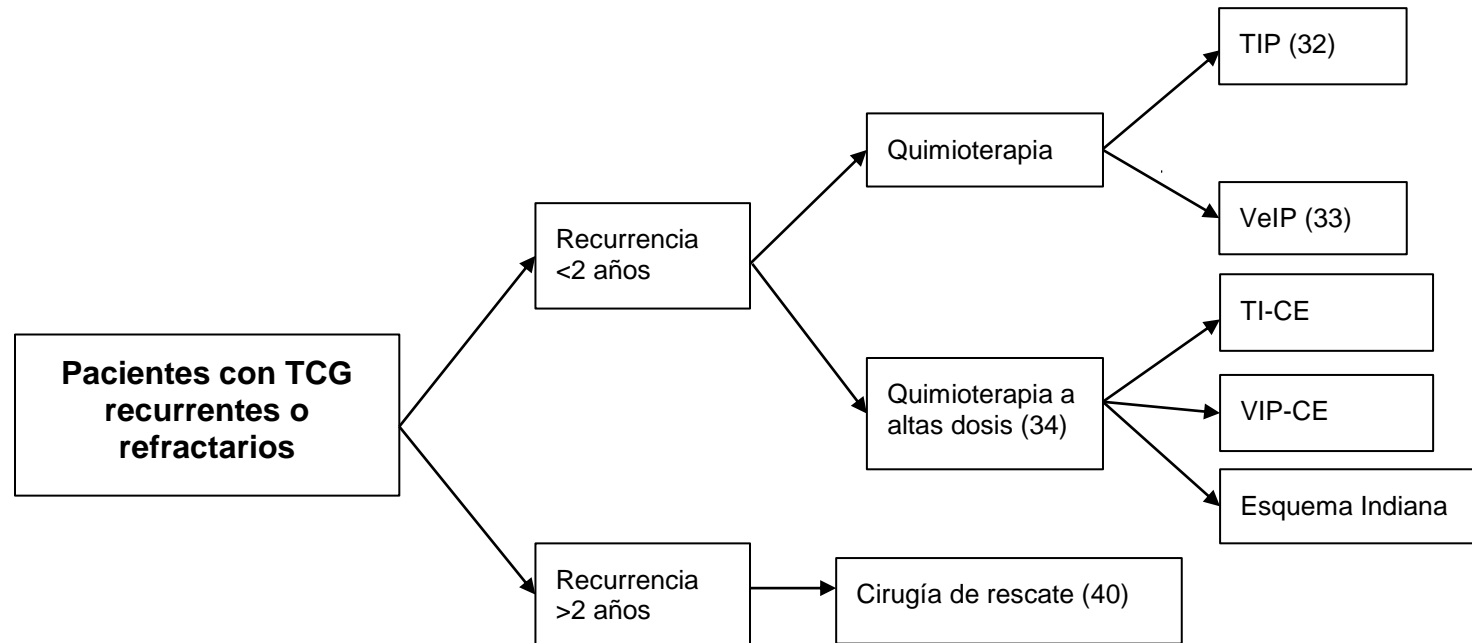 Pacientes con TCG
recurrentes o
refractarios
Recurrencia
<2 años
Quimioterapia
TIP (32)
VeIP (33)
Quimioterapia a
altas dosis (34)
TI-CE
VIP-CE
Esquema Indiana
Recurrencia
>2 años
Cirugía de rescate (40)